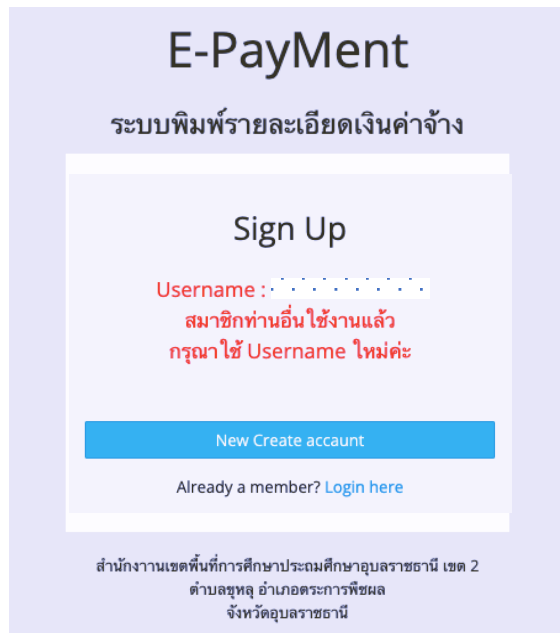 E-PayMent
ระบบพิมพ์รายละเอียดเงินค่าจ้าง
Sign Up
Username :
สมาชิกท่านอื่นใช้งานแล้ว
กรุณาใช้ Username ใหม่ค่ะ
New Create accaunt
Already a member? Login here
สำนักงาานเขตพื้นที่การศึกษาประถมศึกษาอุบลราชธานี เขต 2
ตำบลขุหลุ อำเภอตระการพืชผล
จังหวัดอุบลราชธานี